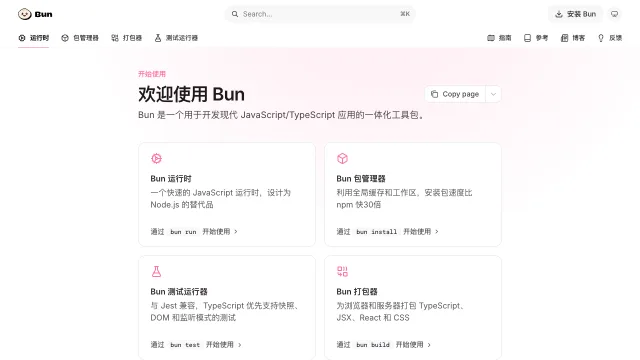 Bun
Search...
⌘K
安装 Bun
运行时
包管理器
打包器
测试运行器
指南
参考
博客
反馈
开始使用
欢迎使用 Bun
Copy page
Bun 是一个用于开发现代 JavaScript/TypeScript 应用的一体化工具包。
Bun 运行时
一个快速的 JavaScript 运行时，设计为
Node.js 的替代品
通过 bun run 开始使用
Bun 包管理器
利用全局缓存和工作区，安装包速度比
npm 快30倍
通过 bun install 开始使用
Bun 测试运行器
与 Jest 兼容、TypeScript 优先支持快照、
DOM 和监听模式的测试
通过 bun test 开始使用
Bun 打包器
为浏览器和服务器打包 TypeScript、
JSX、React 和 CSS
通过 bun build 开始使用